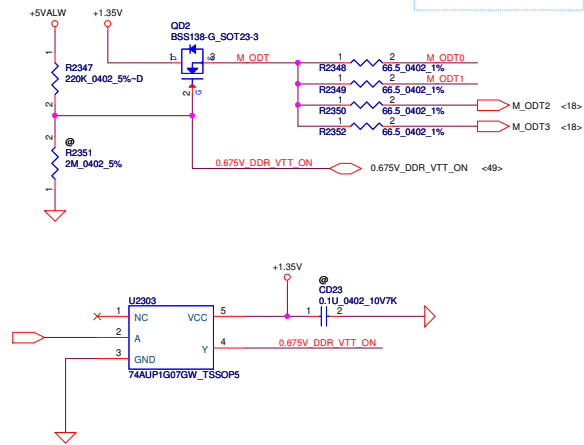 +5VALW
+1.35V
QD2
BSS138-G_SOT23-3
1
D
S
3
M_ODT
2
G
1
R2347
220K_0402_5%~D
2
1
2
M_ODT0
R2348
66.5_0402_1%
1
2
M_ODT1
R2349
66.5_0402_1%
1
2
M_ODT2
<18>
R2350
66.5_0402_1%
1
2
M_ODT3
<18>
R2352
66.5_0402_1%
2
@
R2351
2M_0402_5%
1
0.675V_DDR_VTT_ON
0.675V_DDR_VTT_ON
<49>
+1.35V
@
CD23
0.1U_0402_10V7K
1
2
U2303
1
NC
VCC
5
2
A
3
GND
Y
4
0.675V_DDR_VTT_ON
74AUP1G07GW_TSSOP5